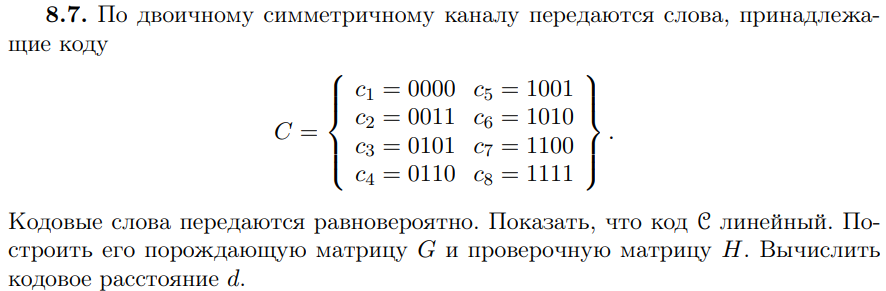 8.7. По двоичному симметричному каналу передаются слова, принадлежа-
щие коду
c₁ = 0000 c₅ = 1001
c₂ = 0011 c₆ = 1010
C = { c₃ = 0101 c₇ = 1100 } .
c₄ = 0110 c₈ = 1111
Кодовые слова передаются равновероятно. Показать, что код C линейный. По-
строить его порождающую матрицу G и проверочную матрицу H. Вычислить
кодовое расстояние d.